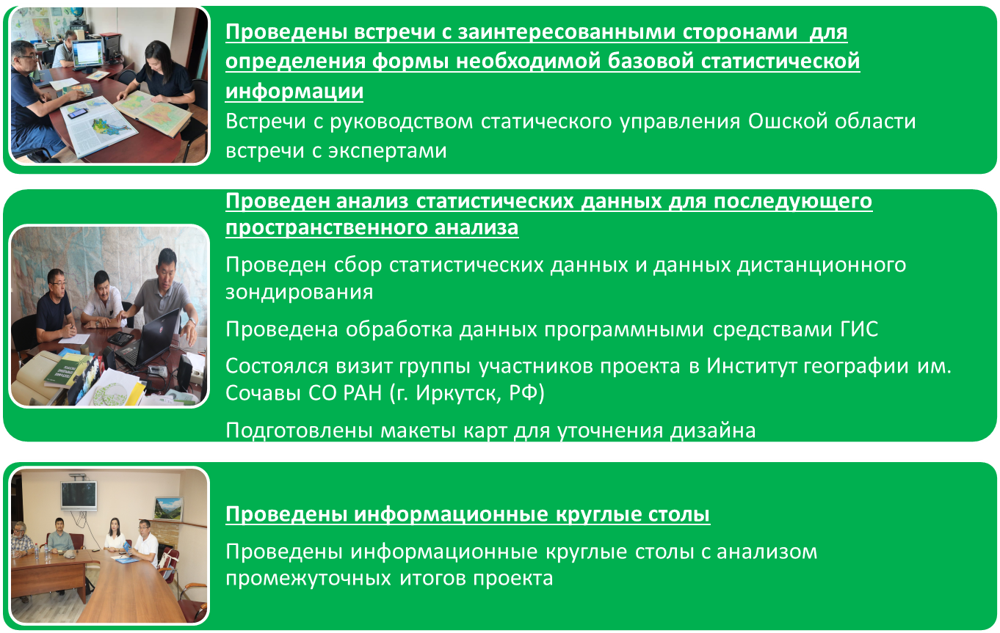 Проведены встречи с заинтересованными сторонами для
определения формы необходимой базовой статистической
информации
Встречи с руководством статического управления Ошской области
встречи с экспертами
Проведен анализ статистических данных для последующего
пространственного анализа
Проведен сбор статистических данных и данных дистанционного
зондирования
Проведена обработка данных программными средствами ГИС
Состоялся визит группы участников проекта в Институт географии им.
Сочавы СО РАН (г. Иркутск, РФ)
Подготовлены макеты карт для уточнения дизайна
Проведены информационные круглые столы
Проведены информационные круглые столы с анализом
промежуточных итогов проекта